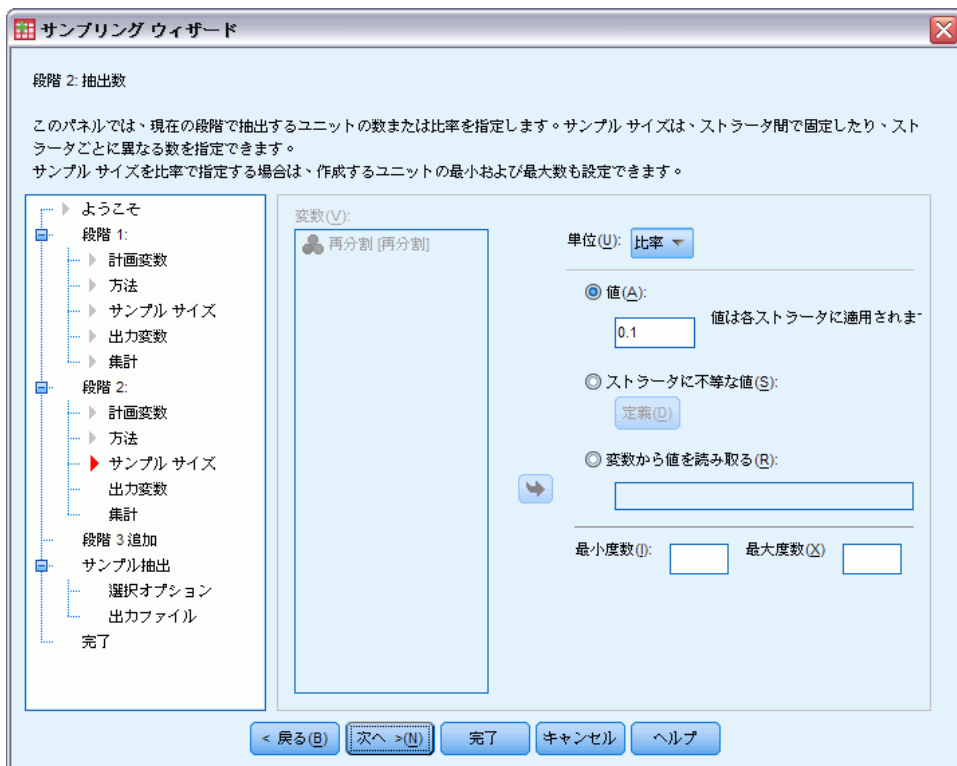 サンプリング ウィザード
段階 2: 抽出数
このパネルでは、現在の段階で抽出するユニットの数または比率を指定します。サンプル サイズは、ストラータ間で固定したり、スト
ラータごとに異なる数を指定できます。
サンプル サイズを比率で指定する場合は、作成するユニットの最小および最大数も設定できます。
ようこそ
段階 1:
計画変数
方法
サンプル サイズ
出力変数
集計
段階 2:
計画変数
方法
サンプル サイズ
出力変数
集計
段階 3 追加
サンプル抽出
選択オプション
出力ファイル
完了
変数(V):
再分割 [再分割]
単位(U): 比率
値(A):
0.1
値は各ストラータに適用されま
ストラータに不等な値(S):
定義(D)
変数から値を読み取る(R):
最小度数(I): 最大度数(X)
< 戻る(B) 次へ >(N) 完了 キャンセル ヘルプ